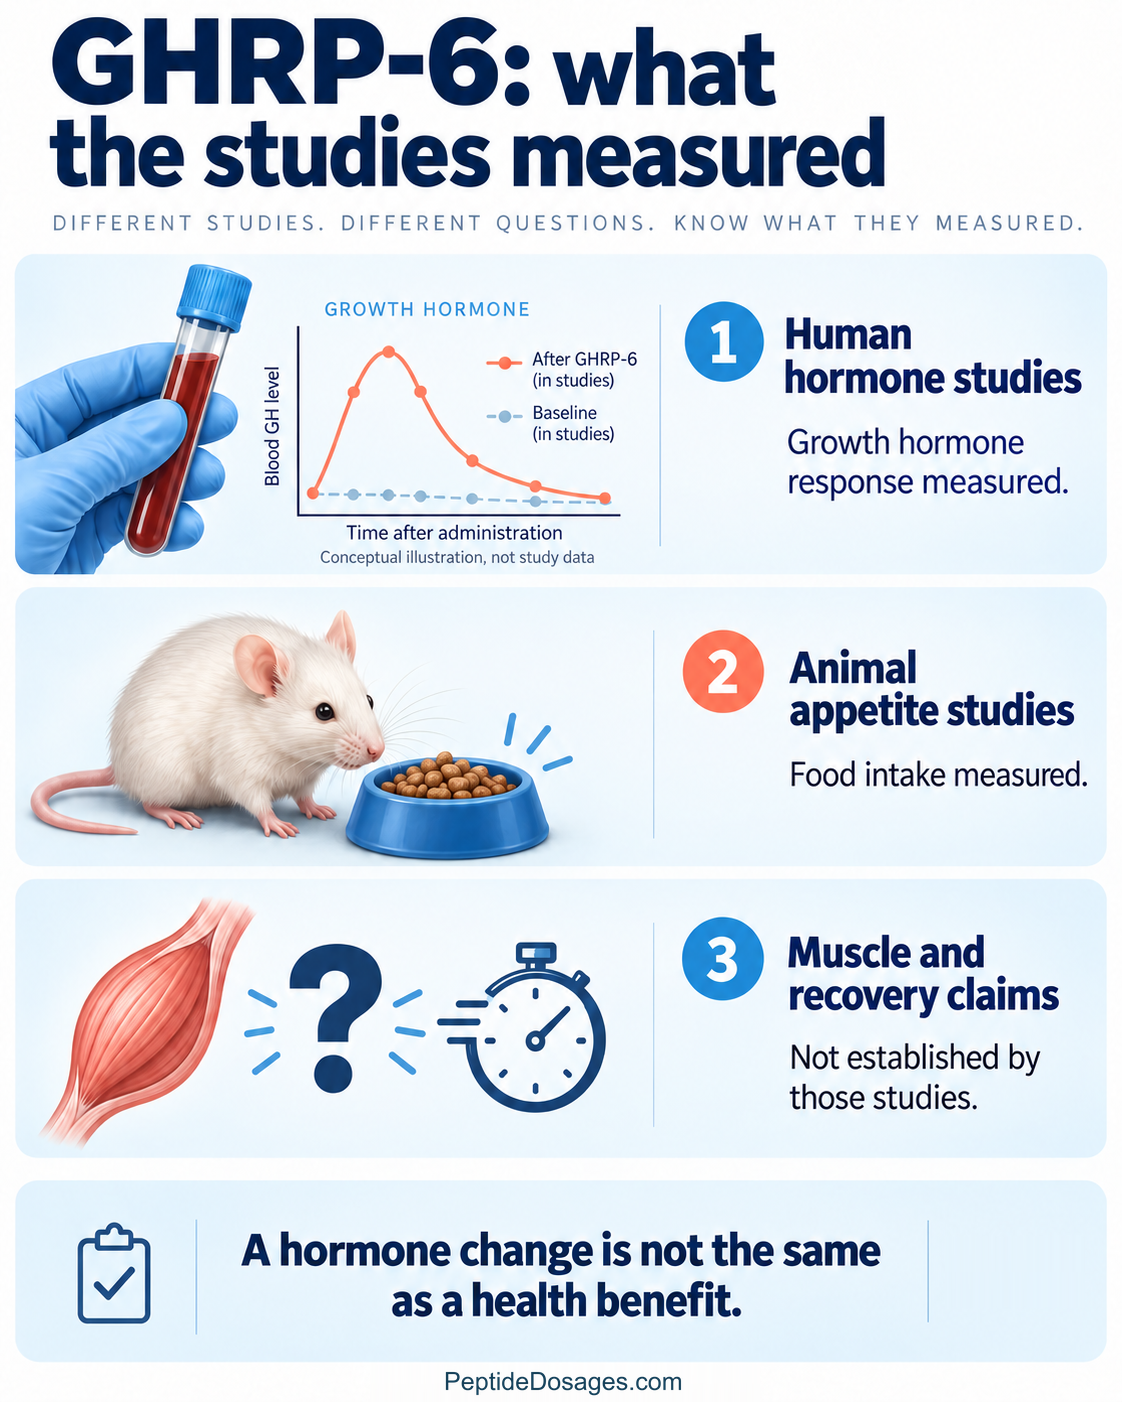 GHRP-6: what
the studies measured
DIFFERENT STUDIES. DIFFERENT QUESTIONS. KNOW WHAT THEY MEASURED.
GROWTH HORMONE
Blood GH level
After GHRP-6
(in studies)
Baseline
(in studies)
Time after administration
Conceptual illustration, not study data
1
Human
hormone studies
Growth hormone
response measured.
2
Animal
appetite studies
Food intake measured.
?
3
Muscle and
recovery claims
Not established by
those studies.
A hormone change is not the same
as a health benefit.
PeptideDosages.com